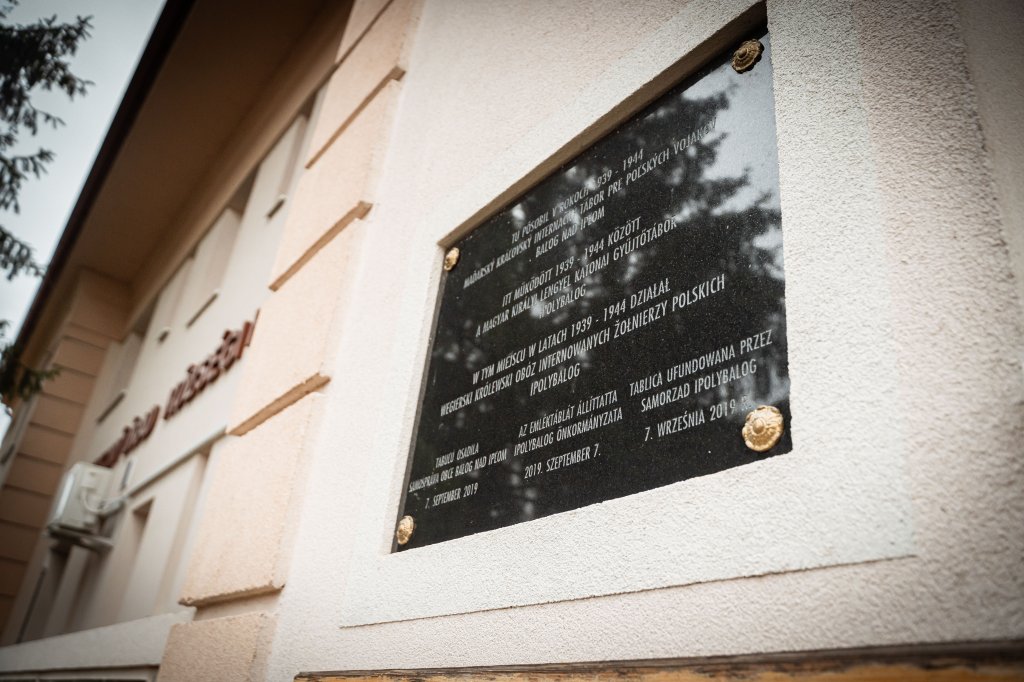 TU PÔSOBIL V ROKOCH 1939 - 1944
MAĎARSKÝ KRÁĽOVSKÝ INTERNAČNÝ TÁBOR PRE POĽSKÝCH VOJAKOV
BALOG NAD IPĽOM
ITT MŰKÖDÖTT 1939 - 1944 KÖZÖTT
A MAGYAR KIRÁLYI LENGYEL KATONAI GYŰJTŐTÁBOR
IPOLYBALOG
W TYM MIEJSCU W LATACH 1939 - 1944 DZIAŁAŁ
WĘGIERSKI KRÓLEWSKI OBÓZ INTERNOWANYCH ŻOŁNIERZY POLSKICH
IPOLYBALOG
TABUĽU OSADILA
SAMOSPRÁVA OBCE BALOG NAD IPĽOM
7. SEPTEMBER 2019
AZ EMLÉKTÁBLÁT ÁLLÍTTATTA
IPOLYBALOG ÖNKORMÁNYZATA
2019. SZEPTEMBER 7.
TABLICA UFUNDOWANA PRZEZ
SAMORZAD IPOLYBALOG
7. WRZEŚNIA 2019 R.